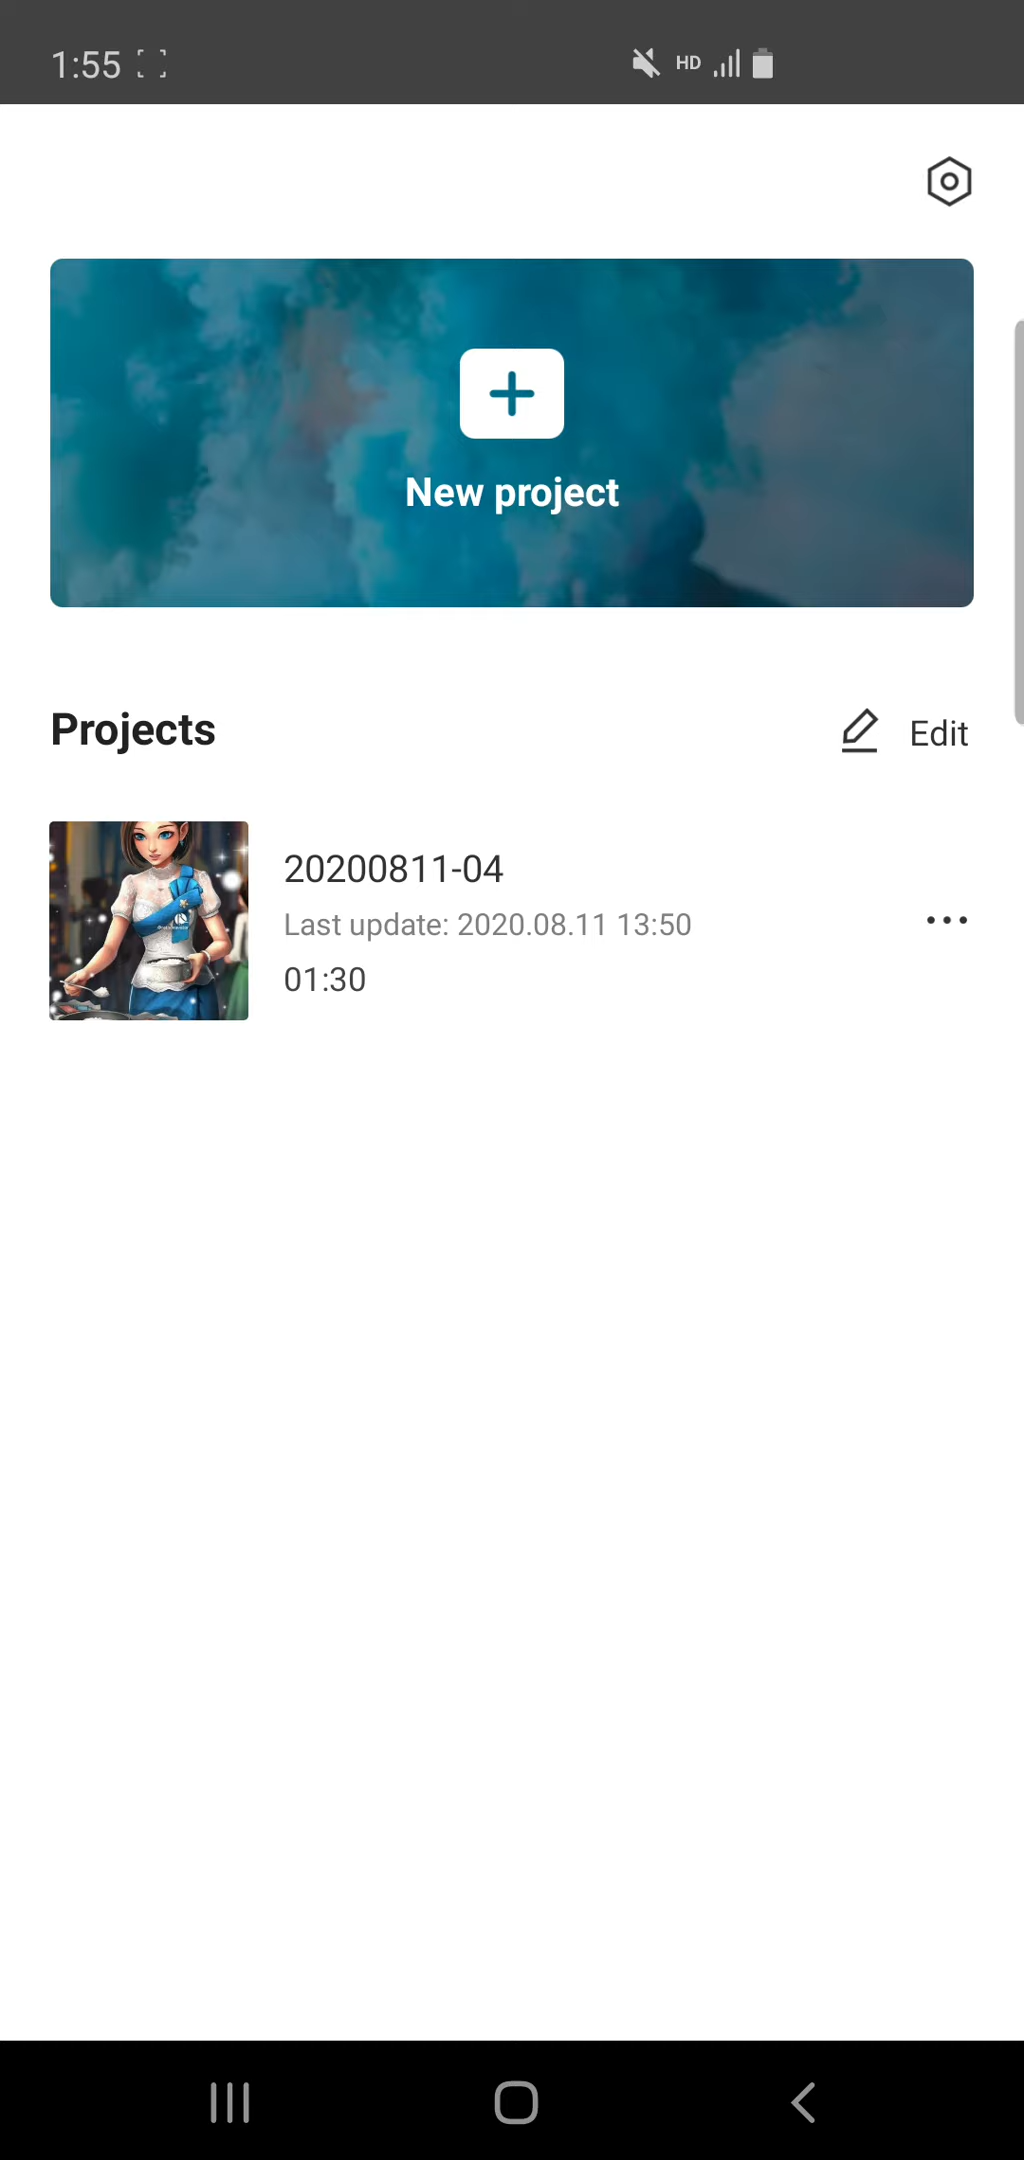 1:55
HD
New project
Projects
Edit
20200811-04
Last update: 2020.08.11 13:50
01:30